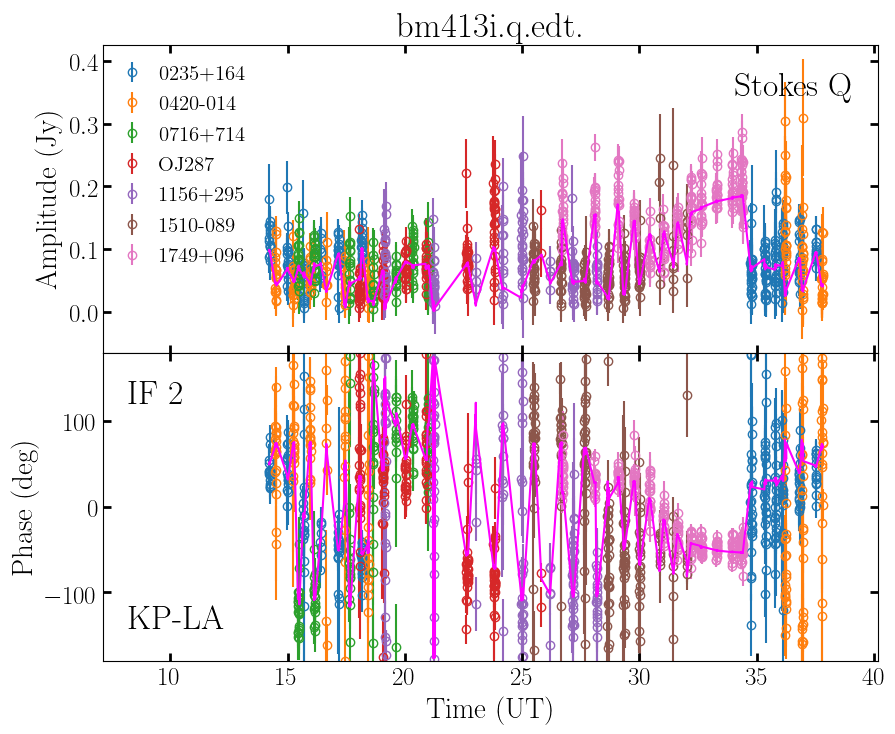 bm413i.q.edt.
Stokes Q
0235+164
0420-014
0716+714
OJ287
1156+295
1510-089
1749+096
Amplitude (Jy)
0.4
0.3
0.2
0.1
0.0
IF 2
KP-LA
Phase (deg)
100
0
−100
10 15 20 25 30 35 40
Time (UT)